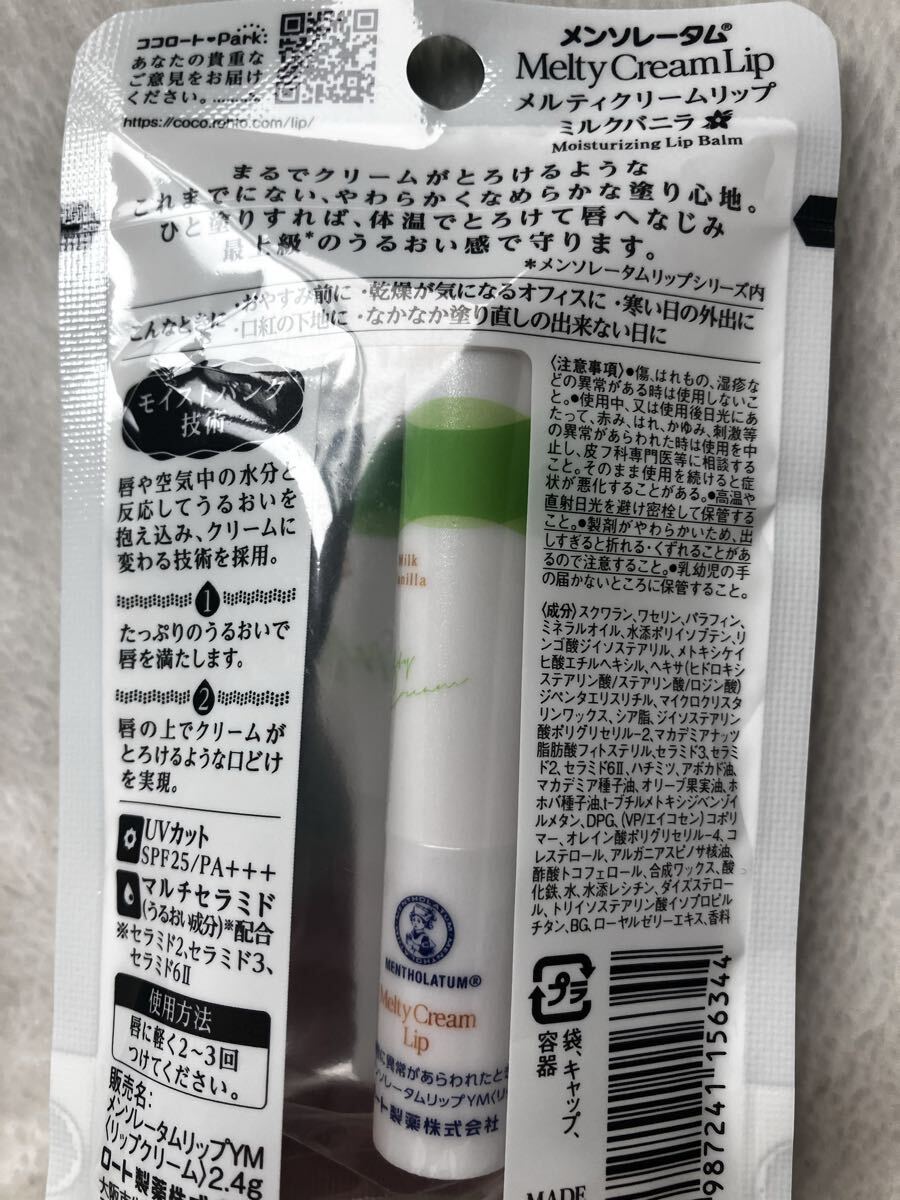 ココロート♥Park:
あなたの貴重な
ご意見をお届け
ください。
https://coco.rohto.com/lip/
メンソレータム®
Melty Cream Lip
メルティクリームリップ
ミルクバニラ
Moisturizing Lip Balm
まるでクリームがとろけるような
これまでにない、やわらかくなめらかな塗り心地。
ひと塗りすれば、体温でとろけて唇へなじみ
最上級*のうるおい感で守ります。
*メンソレータムリップシリーズ内
こんなときに ・おやすみ前に ・乾燥が気になるオフィスに ・寒い日の外出に
・口紅の下地に ・なかなか塗り直しの出来ない日に
モイストバンク
技術
唇や空気中の水分と
反応してうるおいを
抱え込み、クリームに
変わる技術を採用。
1
たっぷりのうるおいで
唇を満たします。
2
唇の上でクリームが
とろけるような口どけ
を実現。
UVカット
SPF25/PA+++
マルチセラミド
(うるおい成分)※配合
※セラミド2、セラミド3、
セラミド6Ⅱ
使用方法
唇に軽く2~3回
つけてください。
販売名:
メンソレータムリップYM
〈リップクリーム〉2.4g
ロート製薬株式
Milk
anilla
MENTHOLATUM
MENTHOLATUM®
Melty Cream
Lip
に異常があらわれたとき
ンソレータムリップYM〈リ
ート製薬株式会社
〈注意事項〉●傷、はれもの、湿疹な
どの異常がある時は使用しないこ
と。●使用中、又は使用後日光にあ
たって、赤み、はれ、かゆみ、刺激等
の異常があらわれた時は使用を中
止し、皮フ科専門医等に相談する
こと。そのまま使用を続けると症
状が悪化することがある。●高温や
直射日光を避け密栓して保管する
こと。●製剤がやわらかいため、出
しすぎると折れる・くずれることがあ
るので注意すること。●乳幼児の手
の届かないところに保管すること。
〈成分〉スクワラン、ワセリン、パラフィン、
ミネラルオイル、水添ポリイソブテン、リ
ンゴ酸ジイソステアリル、メトキシケイ
ヒ酸エチルヘキシル、ヘキサ(ヒドロキシ
ステアリン酸/ステアリン酸/ロジン酸)
ジペンタエリスリチル、マイクロクリスタ
リンワックス、シア脂、ジイソステアリン
酸ポリグリセリル-2、マカデミアナッツ
脂肪酸フィトステリル、セラミド3、セラミ
ド2、セラミド6Ⅱ、ハチミツ、アボカド油、
マカデミア種子油、オリーブ果実油、ホ
ホバ種子油、t-ブチルメトキシジベンゾイ
ルメタン、DPG、(VP/エイコセン)コポリ
マー、オレイン酸ポリグリセリル-4、コ
レステロール、アルガニアスピノサ核油、
酢酸トコフェロール、合成ワックス、酸
化鉄、水、水添レシチン、ダイズステロー
ル、トリイソステアリン酸イソプロピル
チタン、BG、ローヤルゼリーエキス、香料
プラ
袋、キャップ、
容器
987241156344
MADE